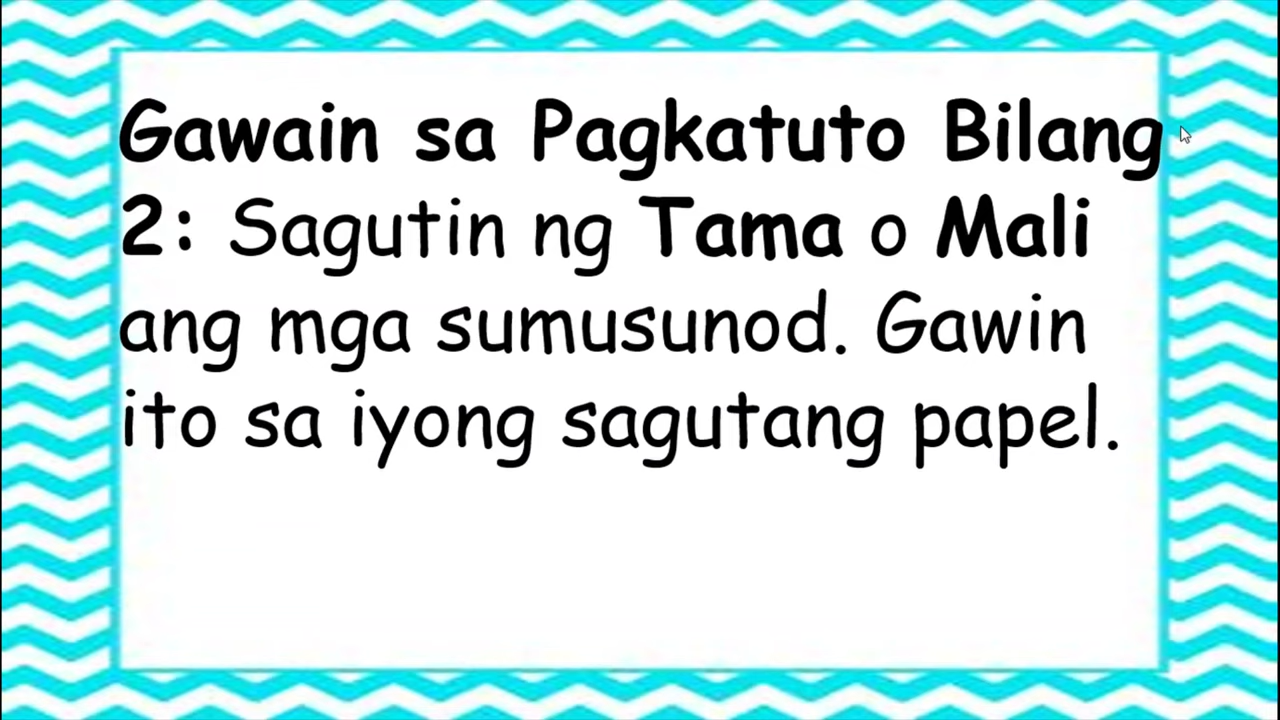 Gawain sa Pagkatuto Bilang
2: Sagutin ng Tama o Mali
ang mga sumusunod. Gawin
ito sa iyong sagutang papel.